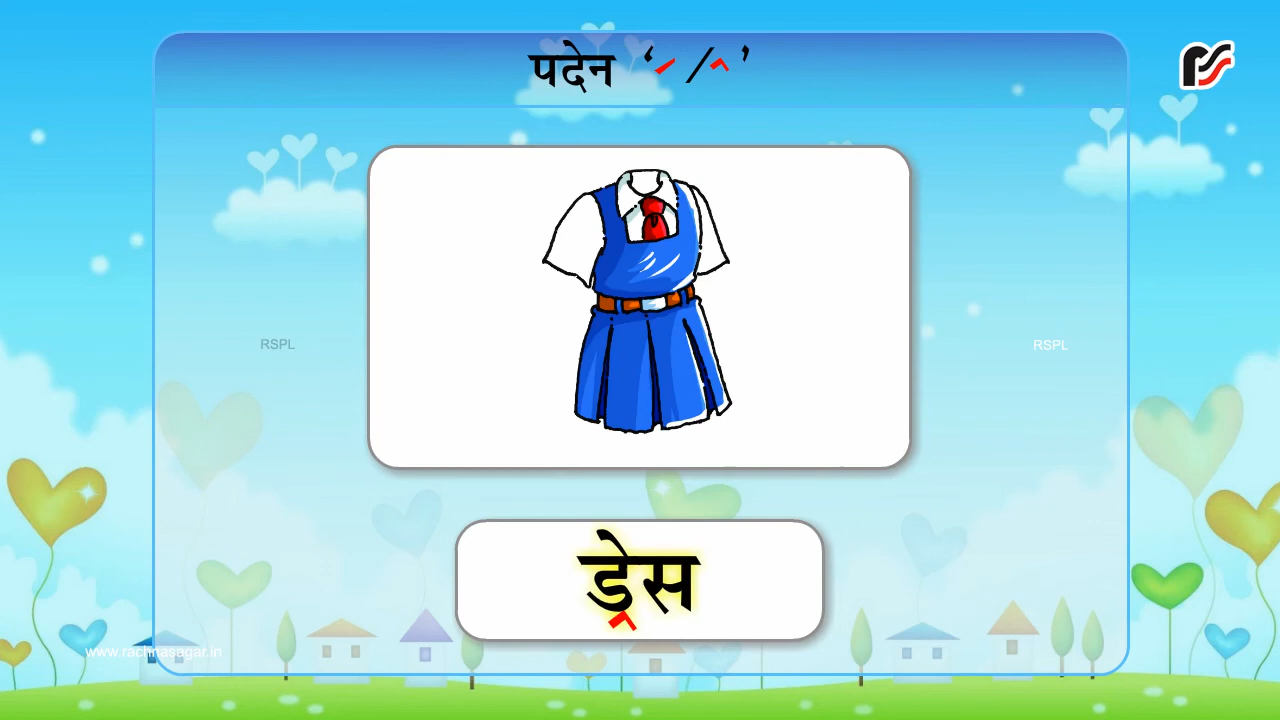 पदेन ‘ ्र / ^ ’
RSPL
RSPL
ड्रेस
www.rachnasagar.in